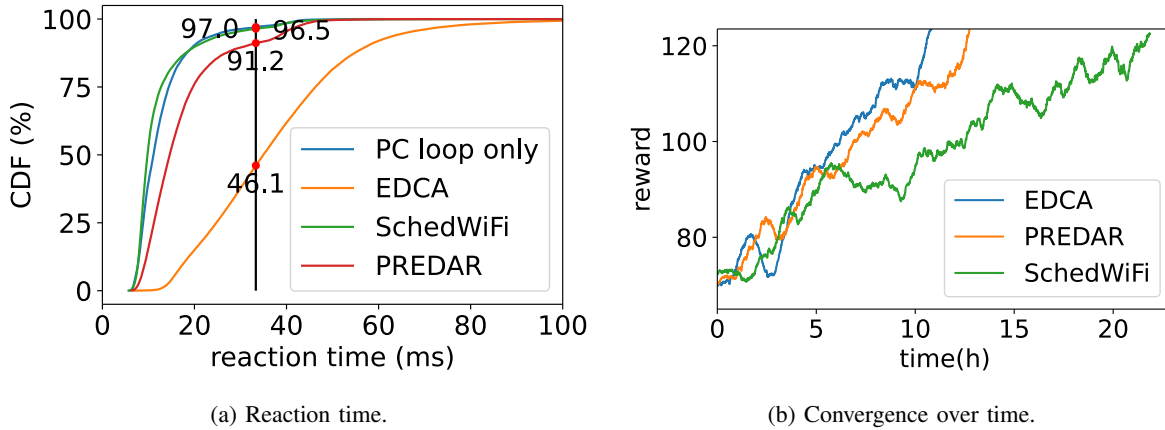 100
75
50
25
0
CDF (%)
97.0
96.5
91.2
46.1
PC loop only
EDCA
SchedWiFi
PREDAR
0 20 40 60 80 100
reaction time (ms)
(a) Reaction time.
120
100
80
reward
EDCA
PREDAR
SchedWiFi
0 5 10 15 20
time(h)
(b) Convergence over time.